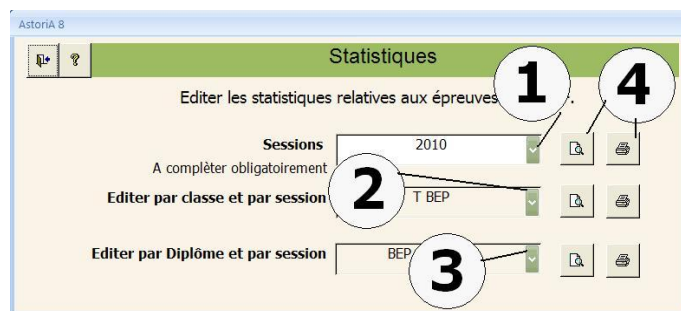 AstoriA 8
?
Statistiques
1
4
Editer les statistiques relatives aux épreuves
Sessions
2010
A complèter obligatoirement
2
Editer par classe et par session
T BEP
Editer par Diplôme et par session
BEP
3